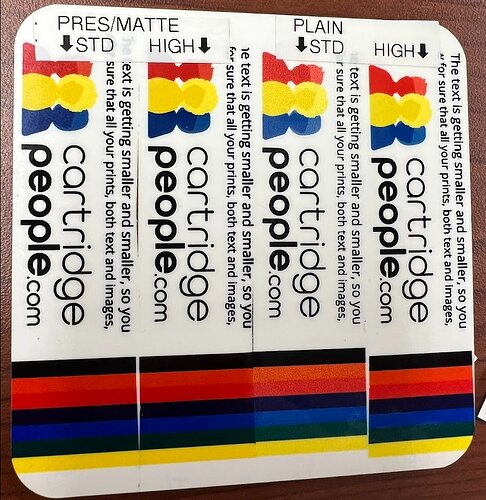 PRES/MATTE
↓STD HIGH↓
PLAIN
↓STD HIGH↓
text is getting smaller and smaller, so you
sure that all your prints, both text and images,
cartridge
people.com
The text is getting smaller and smaller, so you
for sure that all your prints, both text and images,
cartridge
people.com
text is getting smaller and smaller, so you
sure that all your prints, both text and images,
cartridge
people.com
The text is getting smaller and smaller, so you
for sure that all your prints, both text and images,
cartridge
people.com